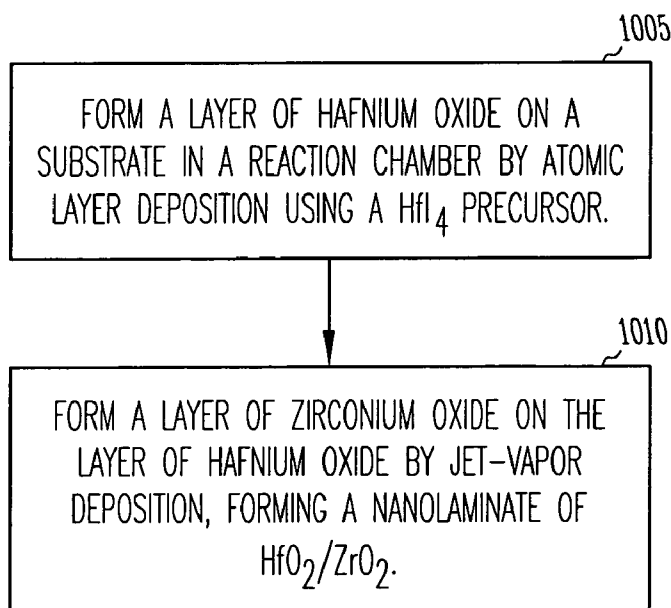 1005
FORM A LAYER OF HAFNIUM OXIDE ON A
SUBSTRATE IN A REACTION CHAMBER BY ATOMIC
LAYER DEPOSITION USING A HfI4 PRECURSOR.
1010
FORM A LAYER OF ZIRCONIUM OXIDE ON THE
LAYER OF HAFNIUM OXIDE BY JET-VAPOR
DEPOSITION, FORMING A NANOLAMINATE OF
HfO2/ZrO2.